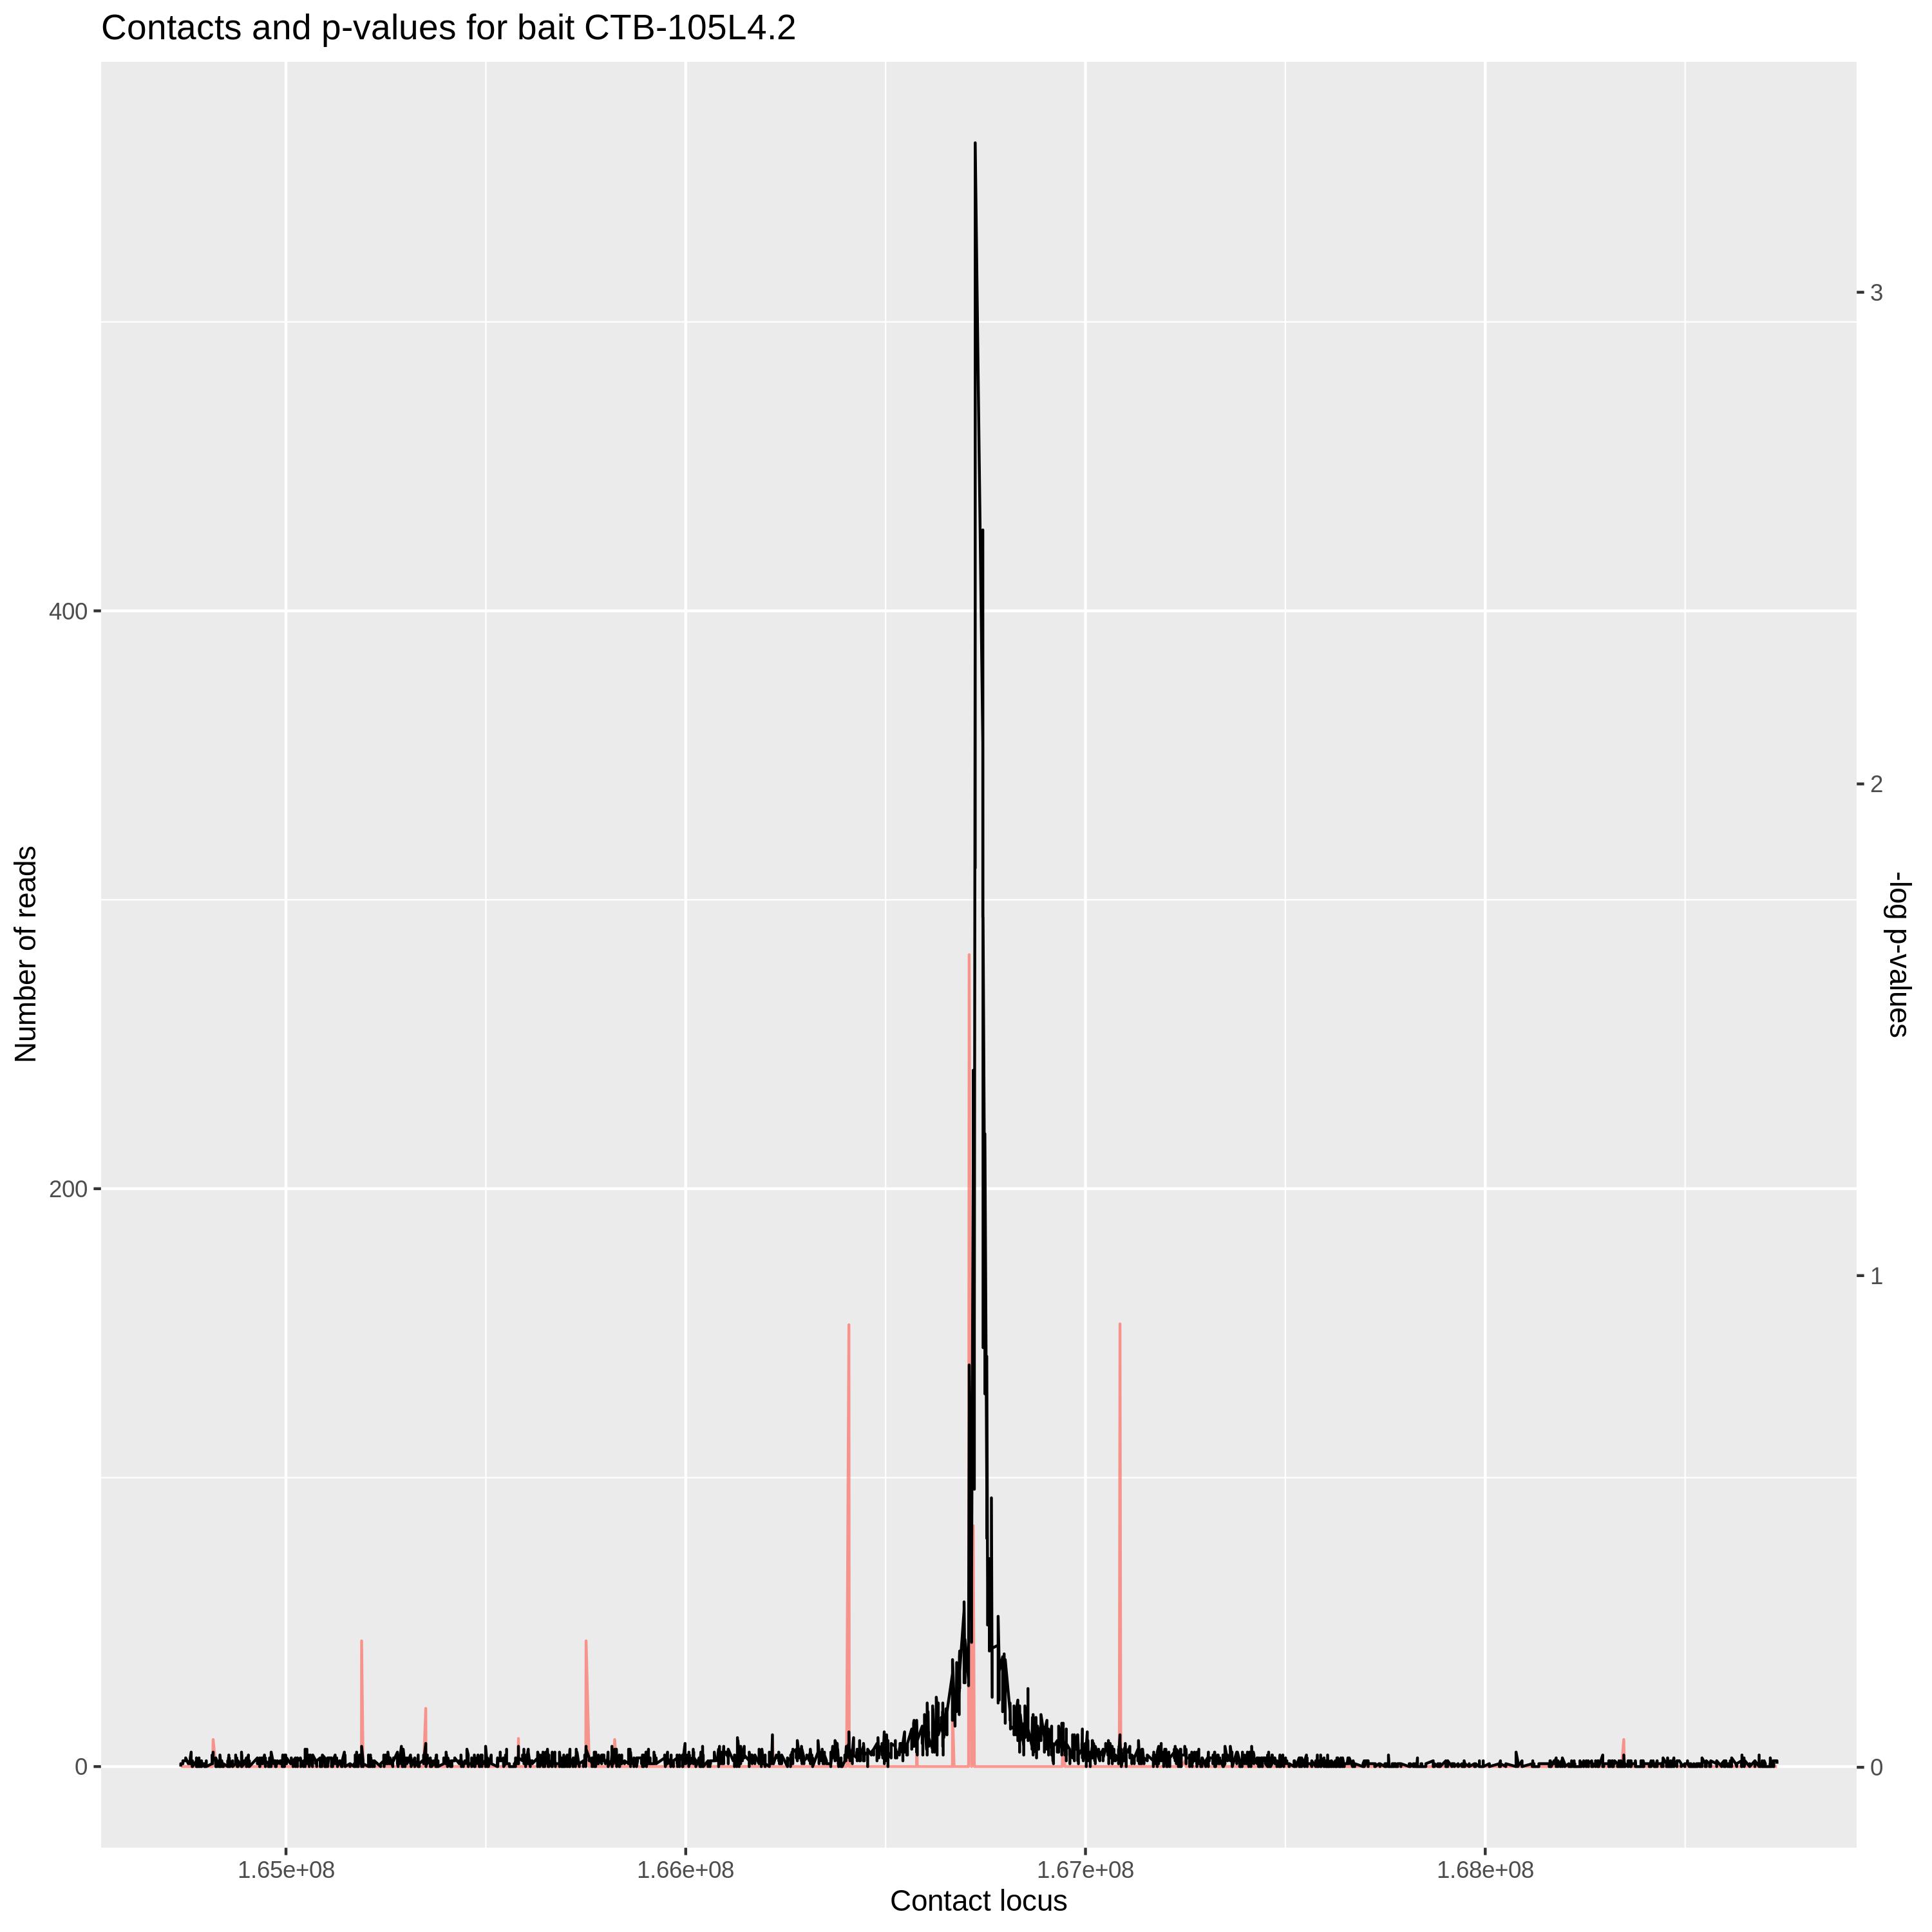 Contacts and p-values for bait CTB-105L4.2
Number of reads
400
200
0
3
2
1
0
-log p-values
1.65e+08
1.66e+08
1.67e+08
1.68e+08
Contact locus